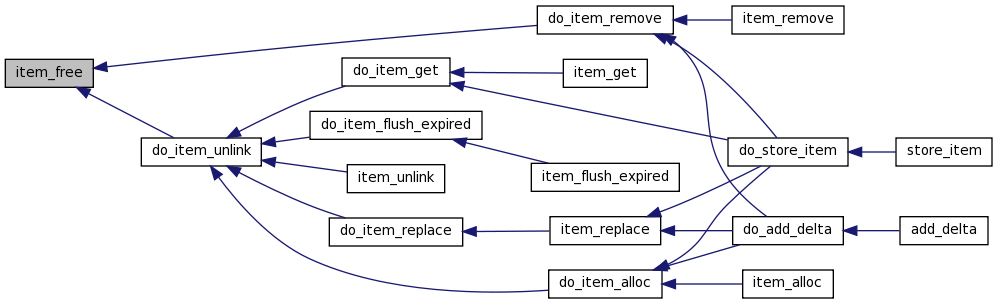 do_item_remove
item_remove
item_free
do_item_get
item_get
do_item_flush_expired
do_item_unlink
do_store_item
store_item
item_unlink
item_flush_expired
do_item_replace
item_replace
do_add_delta
add_delta
do_item_alloc
item_alloc